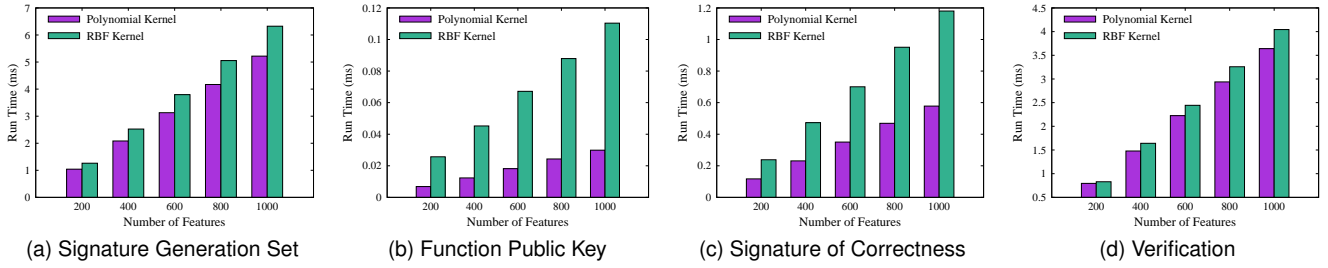 Polynomial Kernel
RBF Kernel
7
6
5
4
3
2
1
0
Run Time (ms)
200 400 600 800 1000
Number of Features
(a) Signature Generation Set
Polynomial Kernel
RBF Kernel
0.12
0.1
0.08
0.06
0.04
0.02
0
Run Time (ms)
200 400 600 800 1000
Number of Features
(b) Function Public Key
Polynomial Kernel
RBF Kernel
1.2
1
0.8
0.6
0.4
0.2
0
Run Time (ms)
200 400 600 800 1000
Number of Features
(c) Signature of Correctness
Polynomial Kernel
RBF Kernel
4.5
4
3.5
3
2.5
2
1.5
1
0.5
Run Time (ms)
200 400 600 800 1000
Number of Features
(d) Verification